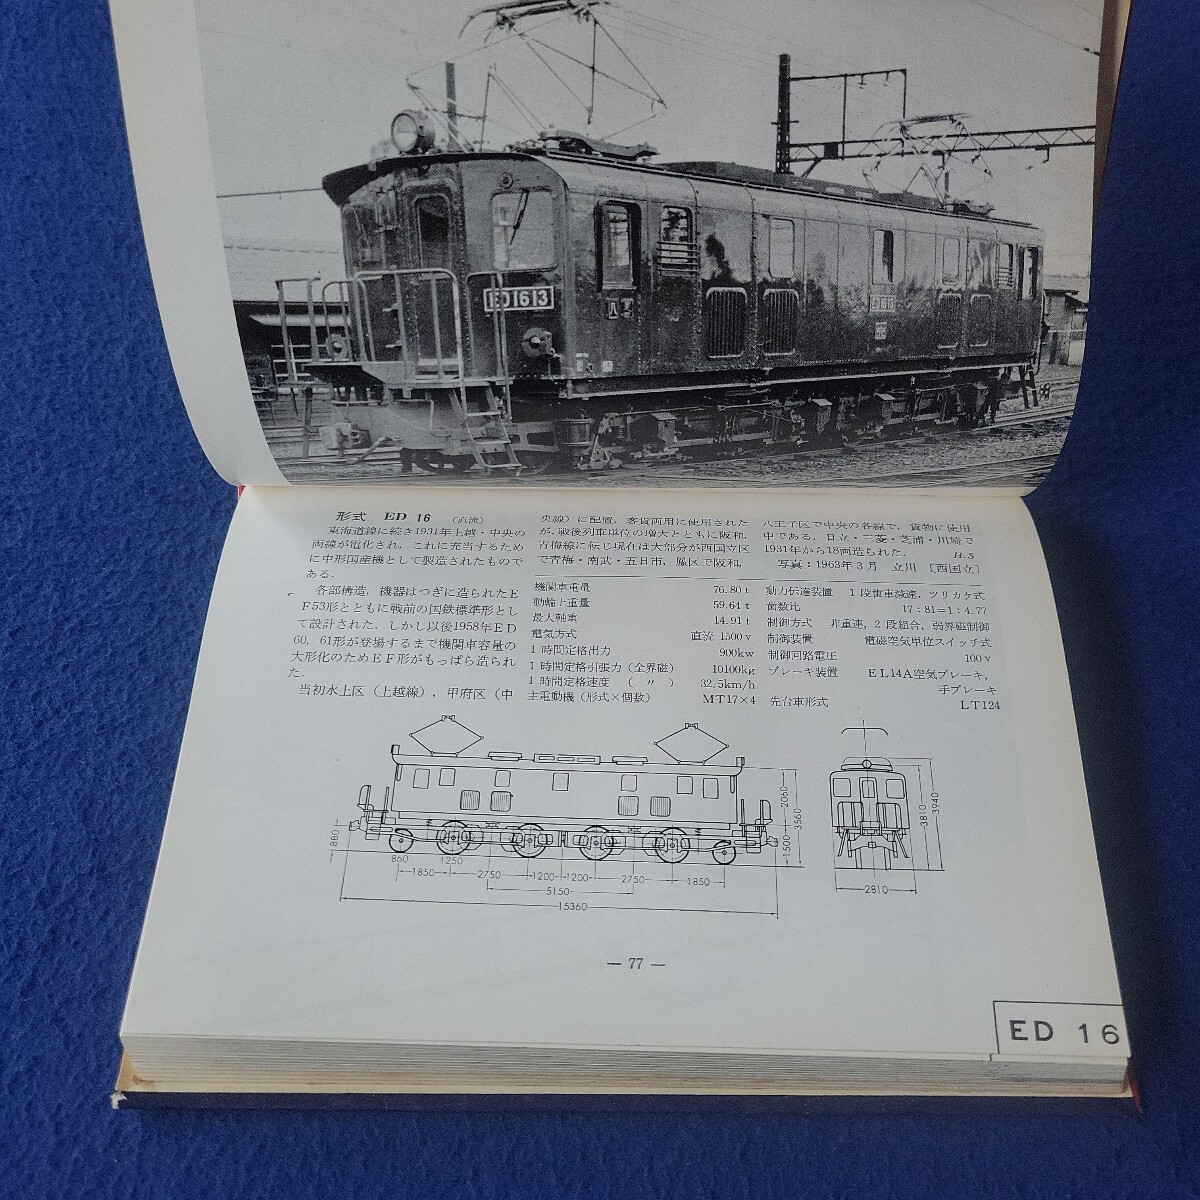 ED1613
形式 ED 16 (直流)
東海道線に続き1931年上越・中央の
両線が電化され,これに充当するため
に中形国産機として製造されたもので
ある.
各部構造,機器はつぎに造られたE
F53形とともに戦前の国鉄標準形とし
て設計された.しかし以後1958年ED
60, 61形が登場するまで機関車容量の
大形化のためEF形がもっぱら造られ
た.
当初水上区(上越線),甲府区(中
央線)に配置,客貨両用に使用された
が,戦後列車単位の増大とともに阪和,
青梅線に転じ現在は大部分が西国立区
で青梅・南武・五日市,鳳区で阪和,
八王子区で中央の各線で,貨物に使用
中である.日立・三菱・芝浦・川崎で
1931年から18両造られた. H.S
写真:1963年3月 立川 〔西国立〕
機関車重量 76.80 t
動輪上重量 59.64 t
最大軸重 14.91 t
電気方式 直流 1500 v
1時間定格出力 900kw
1時間定格引張力(全界磁) 10100kg
1時間定格速度 ( 〃 ) 32.5km/h
主電動機(形式×個数) MT17×4
動力伝達装置 1段歯車減速,ツリカケ式
歯数比 17:81=1:4.77
制御方式 非重連, 2段組合,弱界磁制御
制御装置 電磁空気単位スイッチ式
制御回路電圧 100 v
ブレーキ装置 EL14A空気ブレーキ,
手ブレーキ
先台車形式 LT124
880
860
1250
1850
2750
1200
1200
2750
1850
5150
15360
2060
1500
3560
3810
3940
2810
— 77 —
ED 16